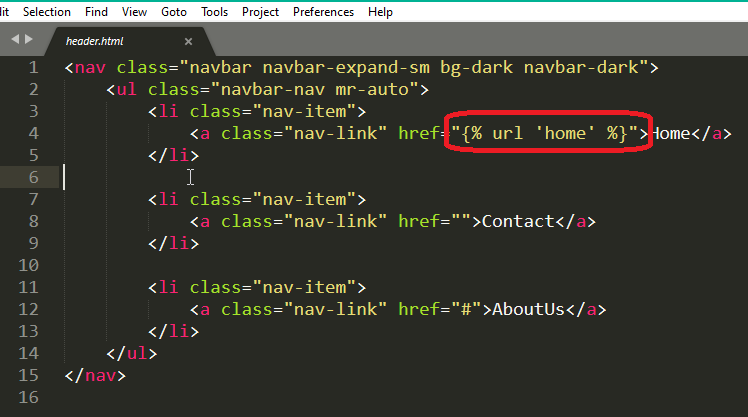 it Selection Find View Goto Tools Project Preferences Help
header.html ×
1 <nav class="navbar navbar-expand-sm bg-dark navbar-dark">
2 <ul class="navbar-nav mr-auto">
3 <li class="nav-item">
4 <a class="nav-link" href="{% url 'home' %}">Home</a>
5 </li>
6
7 <li class="nav-item">
8 <a class="nav-link" href="">Contact</a>
9 </li>
10
11 <li class="nav-item">
12 <a class="nav-link" href="#">AboutUs</a>
13 </li>
14 </ul>
15 </nav>
16